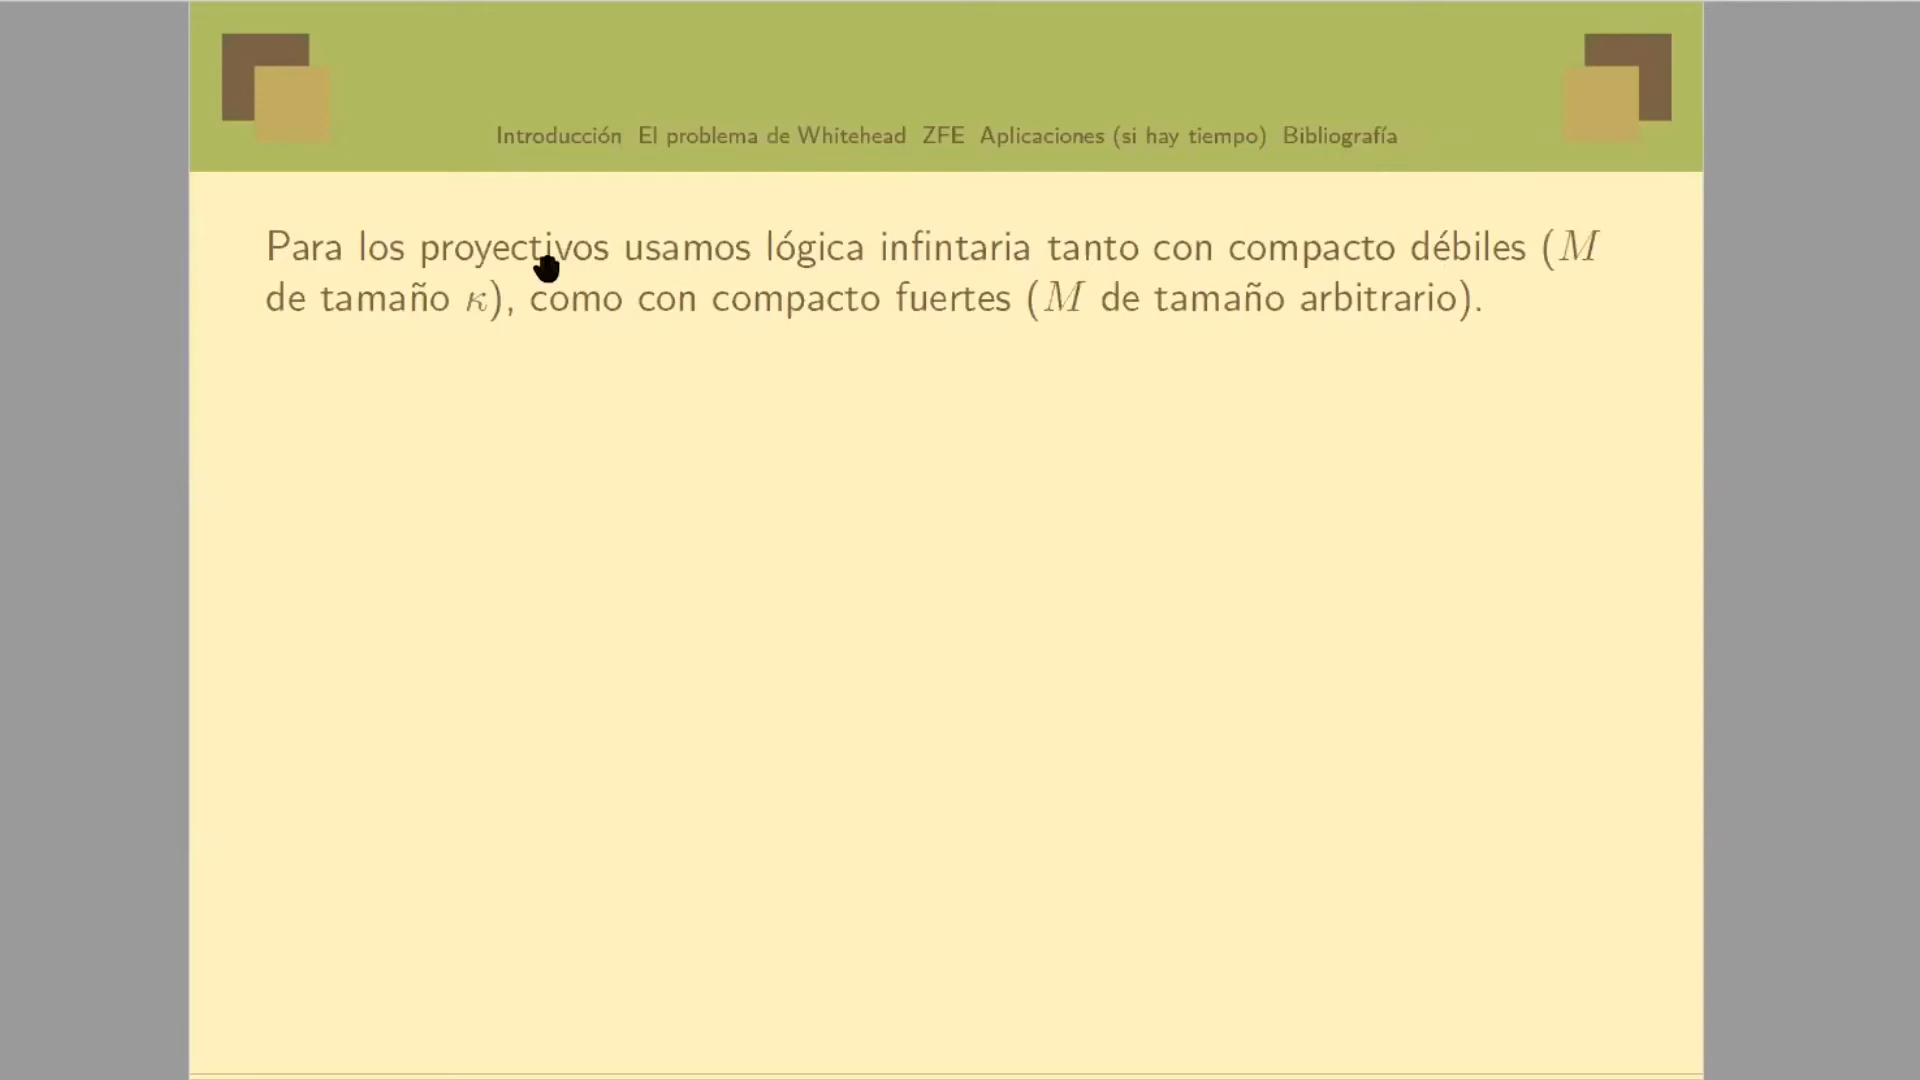 Introducción El problema de Whitehead ZFE Aplicaciones (si hay tiempo) Bibliografía
Para los proyectivos usamos lógica infintaria tanto con compacto débiles (M
de tamaño κ), como con compacto fuertes (M de tamaño arbitrario).